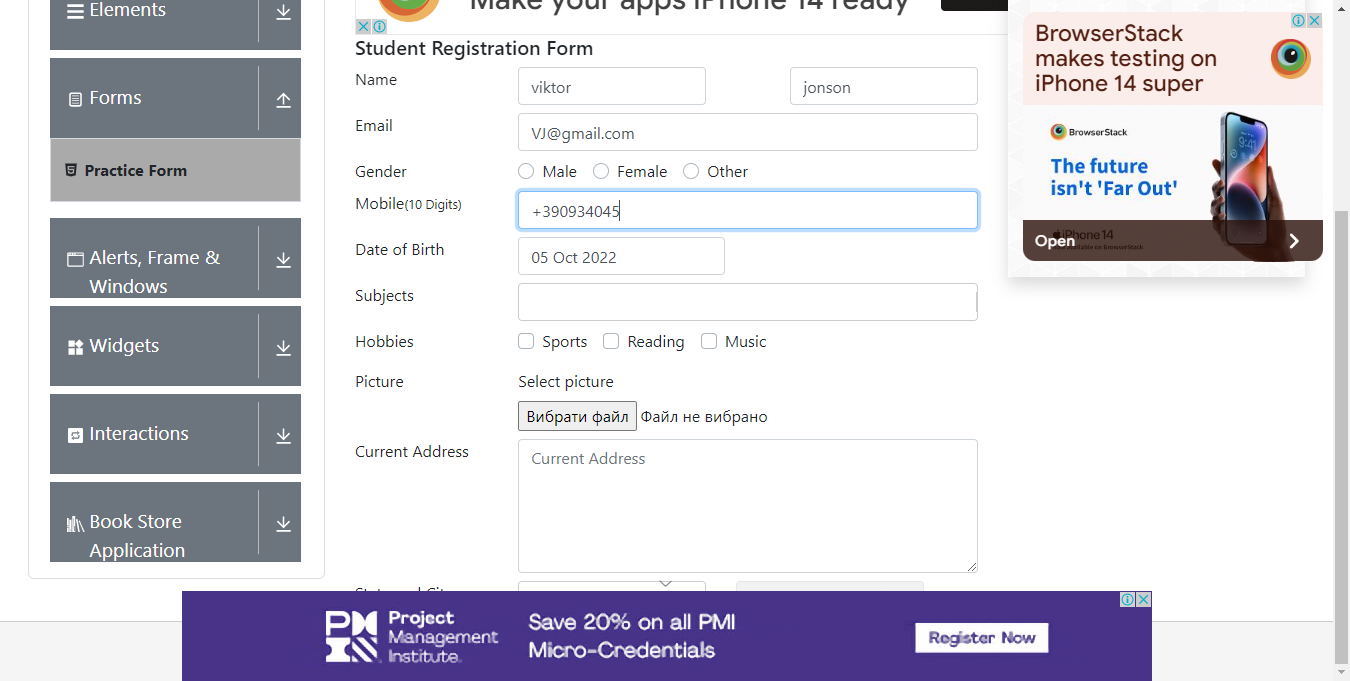 Elements
Forms
Practice Form
Alerts, Frame &
Windows
Widgets
Interactions
Book Store
Application
Make your apps iPhone 14 ready
Student Registration Form
Name
viktor
jonson
Email
VJ@gmail.com
Gender
Male
Female
Other
Mobile(10 Digits)
+390934045
Date of Birth
05 Oct 2022
Subjects
Hobbies
Sports
Reading
Music
Picture
Select picture
Вибрати файл
Файл не вибрано
Current Address
Current Address
State and City
BrowserStack
makes testing on
iPhone 14 super
BrowserStack
The future
isn't 'Far Out'
iPhone 14
Open
Project
Management
Institute.
Save 20% on all PMI
Micro-Credentials
Register Now